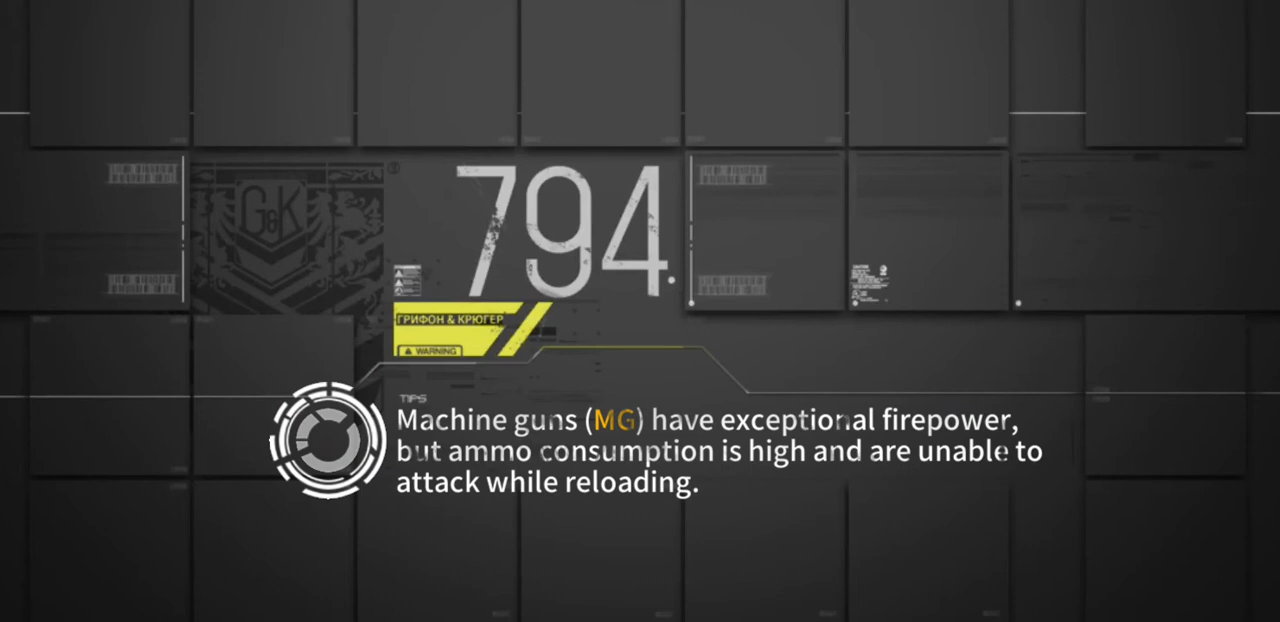 G&K
794.
ГРИФОН & КРЮГЕР
WARNING
TIPS
Machine guns (MG) have exceptional firepower,
but ammo consumption is high and are unable to
attack while reloading.